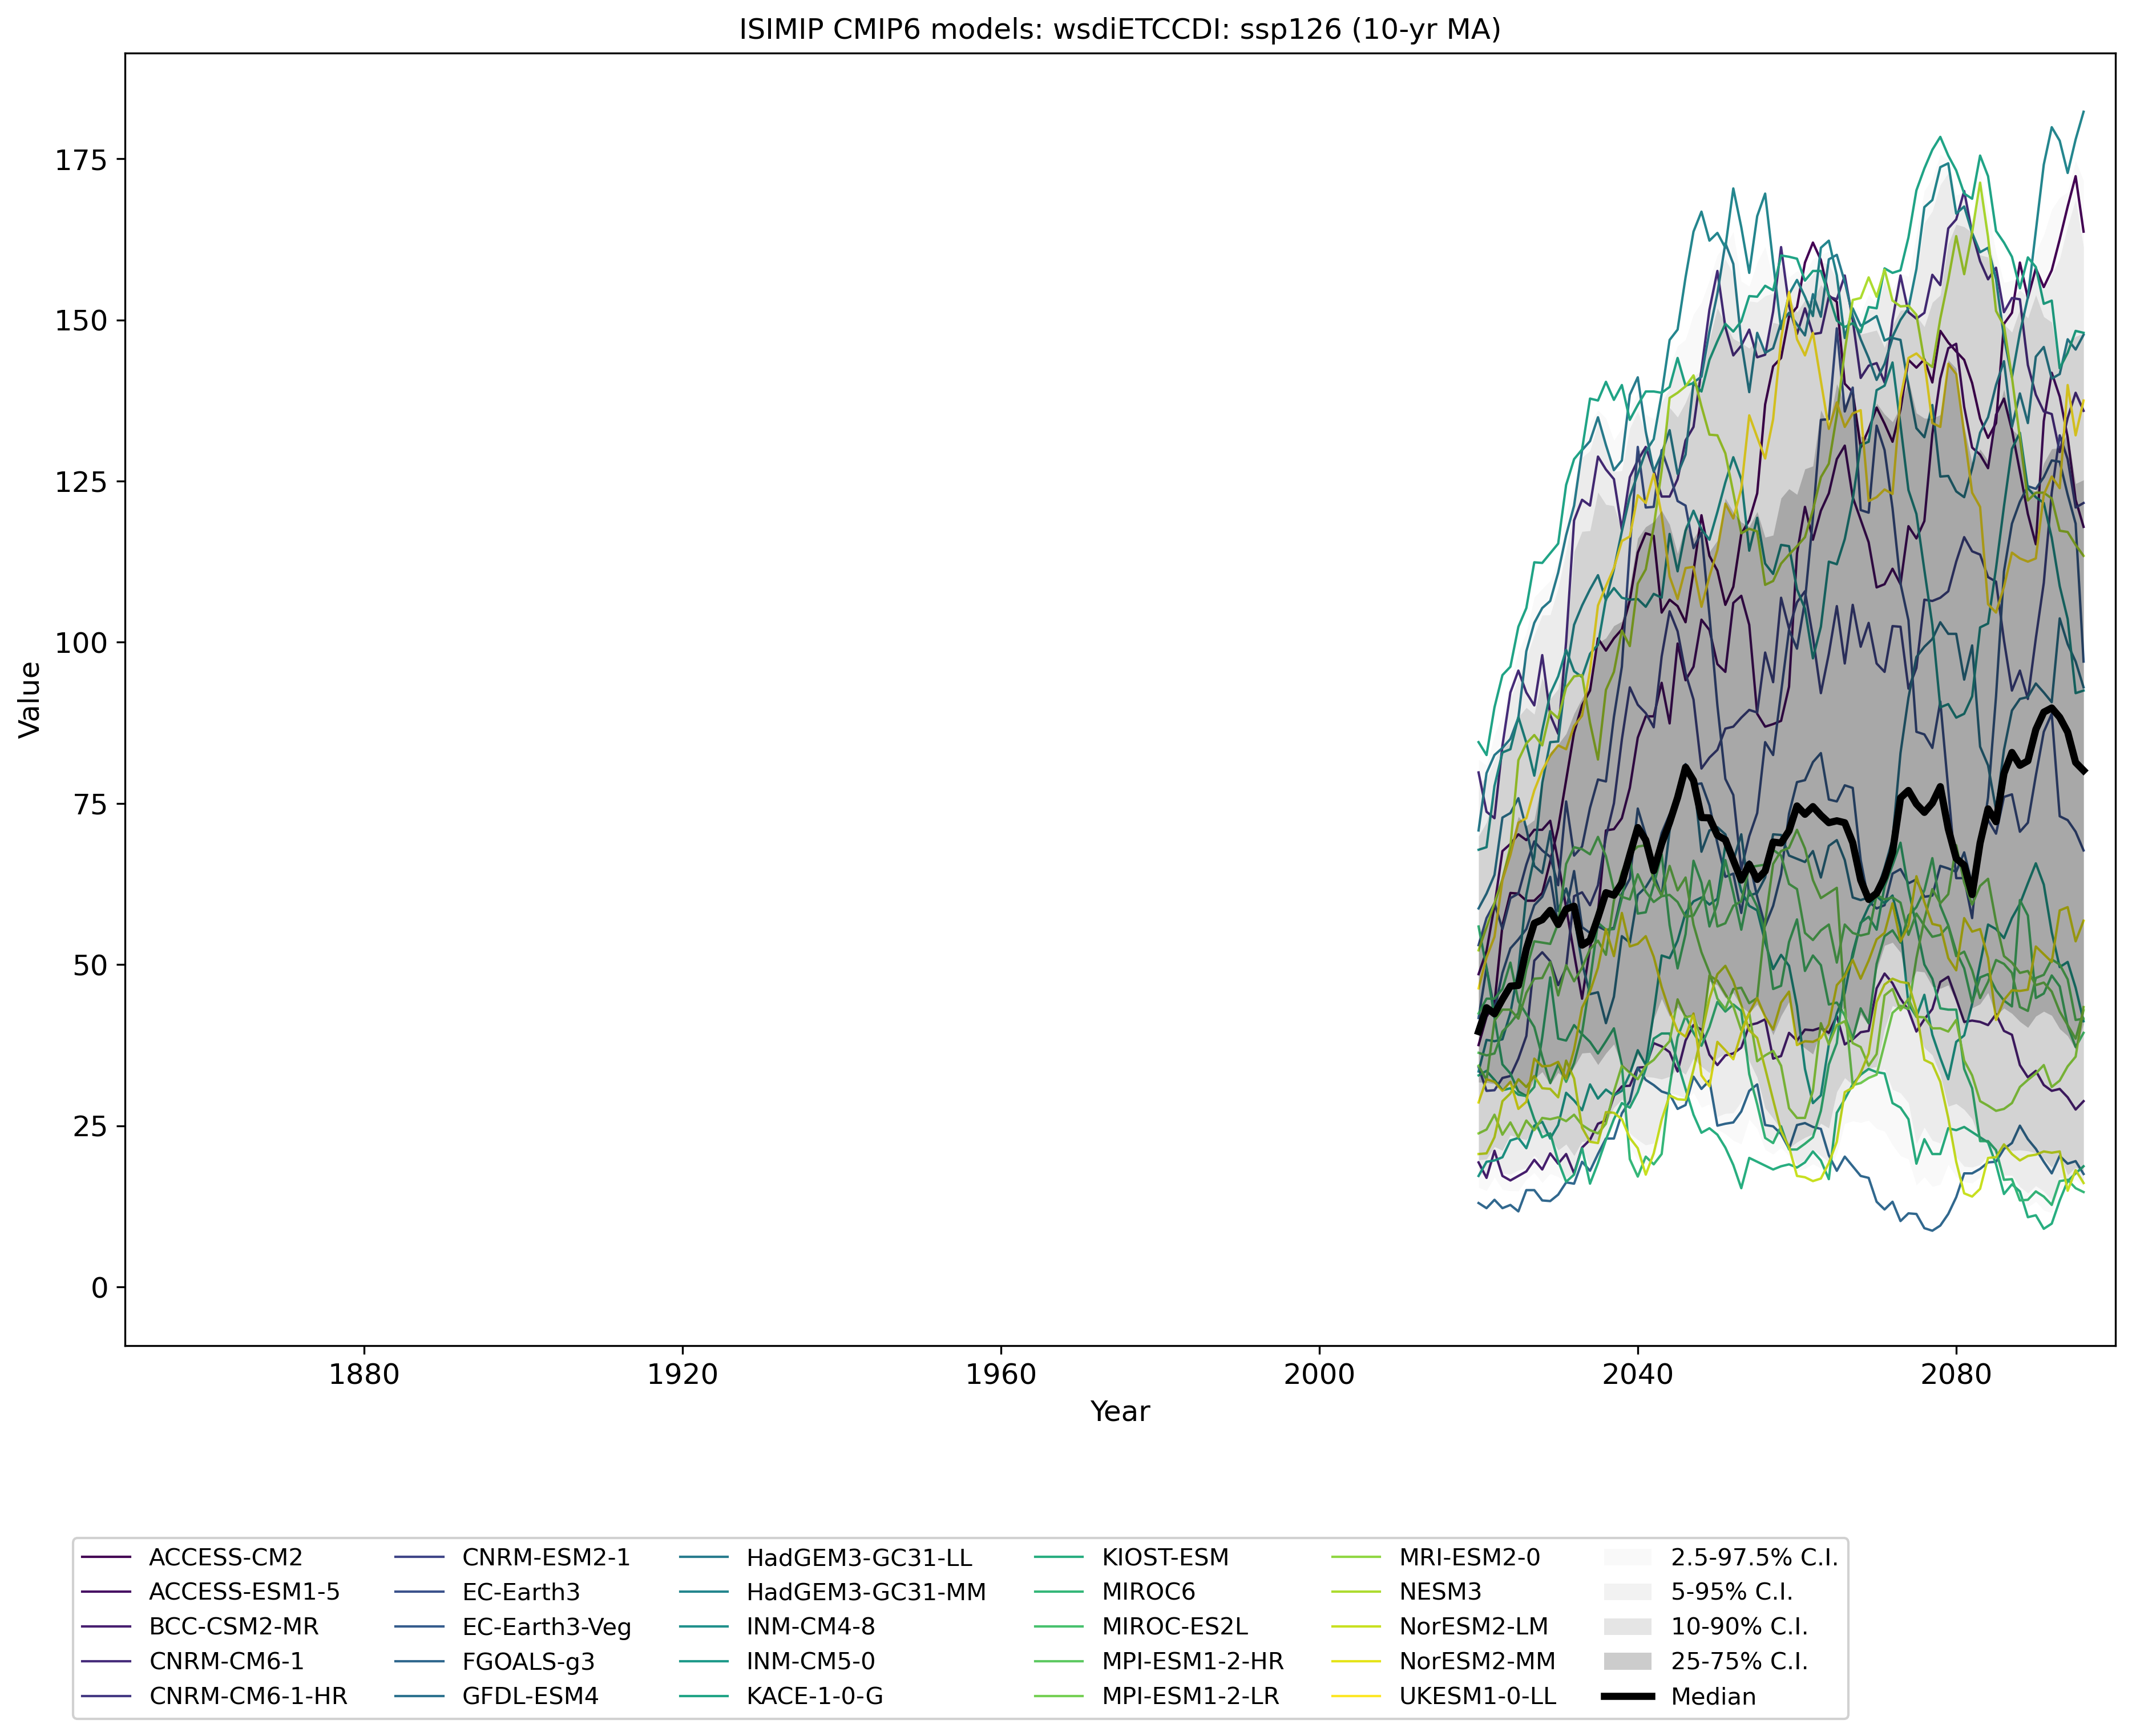 ISIMIP CMIP6 models: wsdiETCCDI: ssp126 (10-yr MA)
175
150
125
100
75
50
25
0
Value
1880 1920 1960 2000 2040 2080
Year
ACCESS-CM2 CNRM-ESM2-1 HadGEM3-GC31-LL KIOST-ESM MRI-ESM2-0 2.5-97.5% C.I.
ACCESS-ESM1-5 EC-Earth3 HadGEM3-GC31-MM MIROC6 NESM3 5-95% C.I.
BCC-CSM2-MR EC-Earth3-Veg INM-CM4-8 MIROC-ES2L NorESM2-LM 10-90% C.I.
CNRM-CM6-1 FGOALS-g3 INM-CM5-0 MPI-ESM1-2-HR NorESM2-MM 25-75% C.I.
CNRM-CM6-1-HR GFDL-ESM4 KACE-1-0-G MPI-ESM1-2-LR UKESM1-0-LL Median